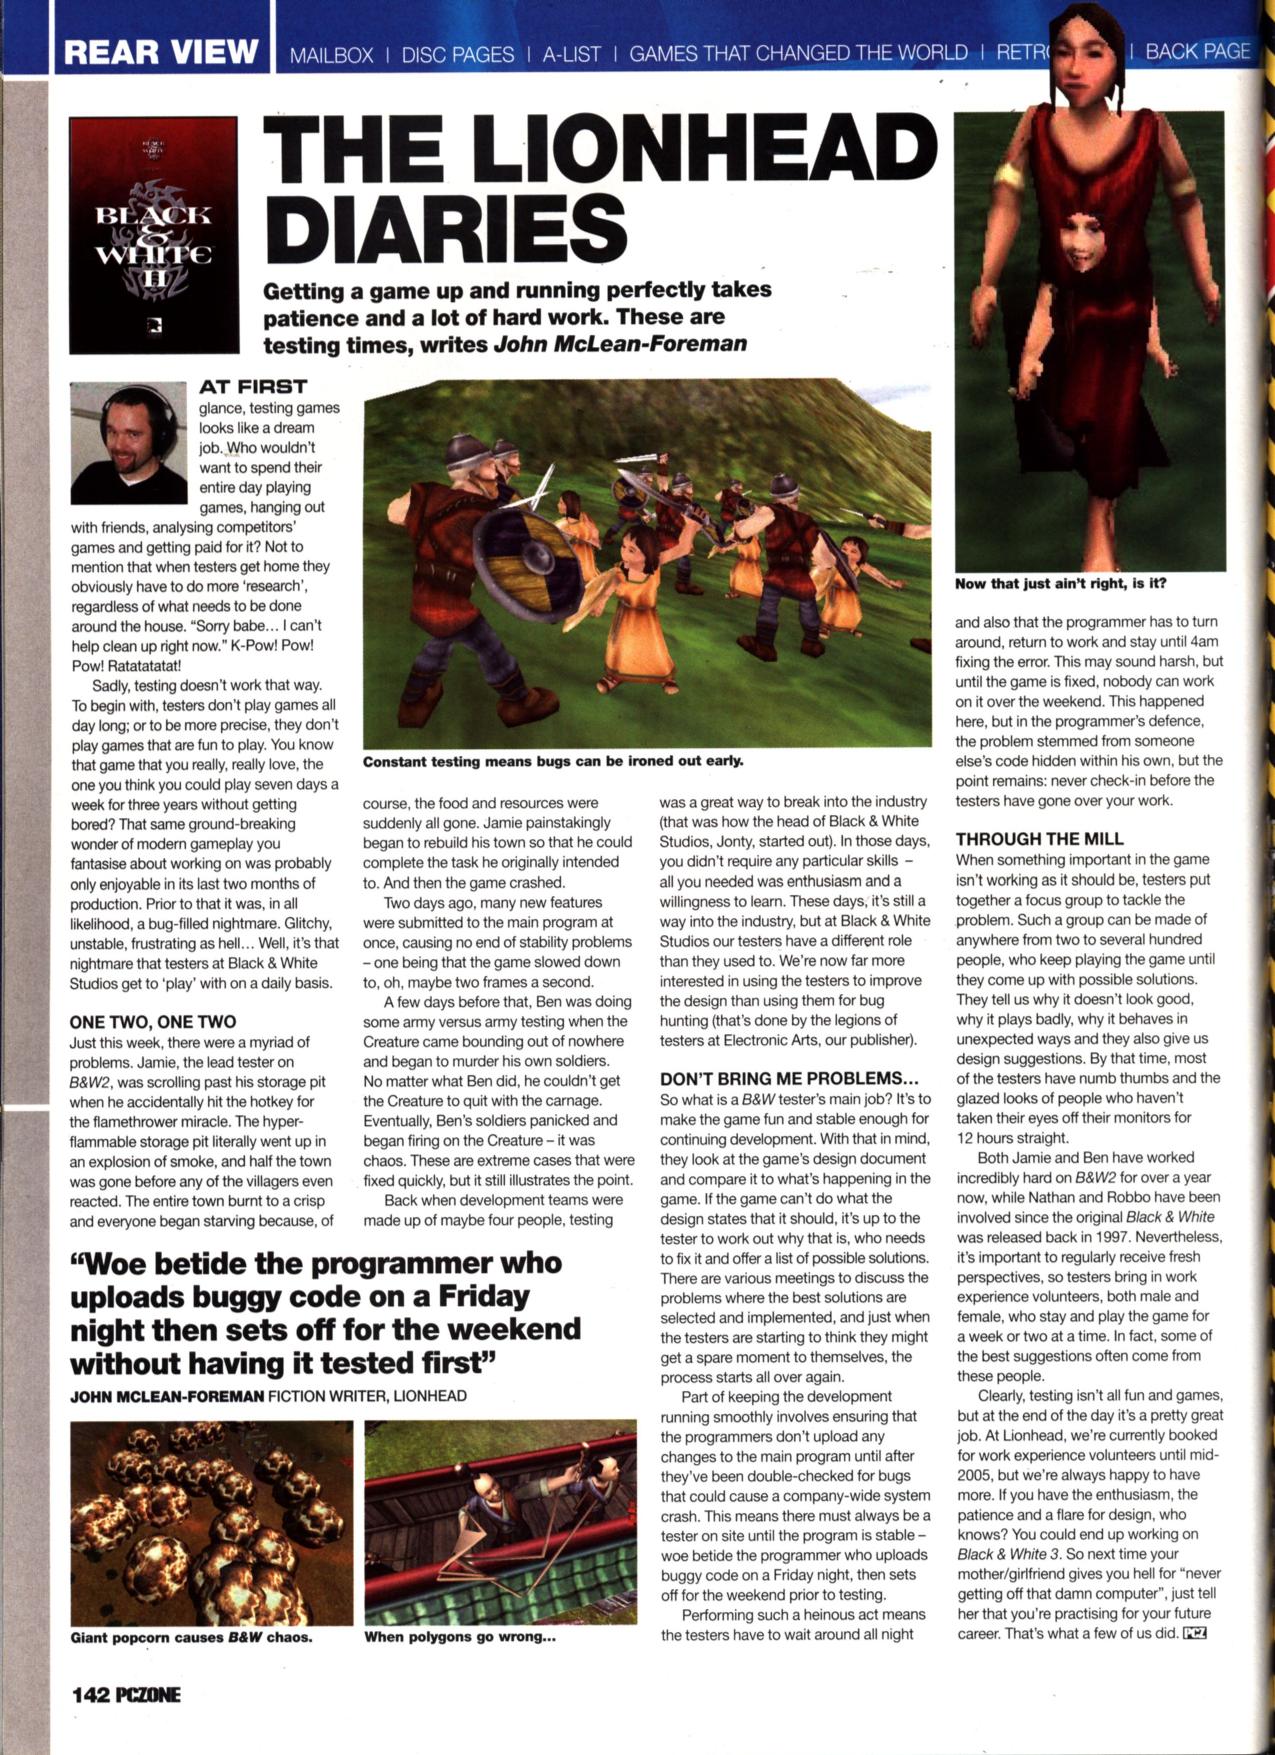 REAR VIEW
MAILBOX | DISC PAGES | A-LIST | GAMES THAT CHANGED THE WORLD | RETRO | BACK PAGE
BLACK
&
WHITE
II
THE LIONHEAD
DIARIES
Getting a game up and running perfectly takes
patience and a lot of hard work. These are
testing times, writes John McLean-Foreman
AT FIRST
glance, testing games
looks like a dream
job. Who wouldn't
want to spend their
entire day playing
games, hanging out
with friends, analysing competitors'
games and getting paid for it? Not to
mention that when testers get home they
obviously have to do more 'research',
regardless of what needs to be done
around the house. "Sorry babe... I can't
help clean up right now." K-Pow! Pow!
Pow! Ratatatatat!
Sadly, testing doesn't work that way.
To begin with, testers don't play games all
day long; or to be more precise, they don't
play games that are fun to play. You know
that game that you really, really love, the
one you think you could play seven days a
week for three years without getting
bored? That same ground-breaking
wonder of modern gameplay you
fantasise about working on was probably
only enjoyable in its last two months of
production. Prior to that it was, in all
likelihood, a bug-filled nightmare. Glitchy,
unstable, frustrating as hell... Well, it's that
nightmare that testers at Black & White
Studios get to 'play' with on a daily basis.
ONE TWO, ONE TWO
Just this week, there were a myriad of
problems. Jamie, the lead tester on
B&W2, was scrolling past his storage pit
when he accidentally hit the hotkey for
the flamethrower miracle. The hyper-
flammable storage pit literally went up in
an explosion of smoke, and half the town
was gone before any of the villagers even
reacted. The entire town burnt to a crisp
and everyone began starving because, of
Constant testing means bugs can be ironed out early.
course, the food and resources were
suddenly all gone. Jamie painstakingly
began to rebuild his town so that he could
complete the task he originally intended
to. And then the game crashed.
Two days ago, many new features
were submitted to the main program at
once, causing no end of stability problems
– one being that the game slowed down
to, oh, maybe two frames a second.
A few days before that, Ben was doing
some army versus army testing when the
Creature came bounding out of nowhere
and began to murder his own soldiers.
No matter what Ben did, he couldn't get
the Creature to quit with the carnage.
Eventually, Ben's soldiers panicked and
began firing on the Creature – it was
chaos. These are extreme cases that were
fixed quickly, but it still illustrates the point.
Back when development teams were
made up of maybe four people, testing
"Woe betide the programmer who
uploads buggy code on a Friday
night then sets off for the weekend
without having it tested first"
JOHN MCLEAN-FOREMAN FICTION WRITER, LIONHEAD
Giant popcorn causes B&W chaos.
When polygons go wrong...
was a great way to break into the industry
(that was how the head of Black & White
Studios, Jonty, started out). In those days,
you didn't require any particular skills –
all you needed was enthusiasm and a
willingness to learn. These days, it's still a
way into the industry, but at Black & White
Studios our testers have a different role
than they used to. We're now far more
interested in using the testers to improve
the design than using them for bug
hunting (that's done by the legions of
testers at Electronic Arts, our publisher).
DON'T BRING ME PROBLEMS...
So what is a B&W tester's main job? It's to
make the game fun and stable enough for
continuing development. With that in mind,
they look at the game's design document
and compare it to what's happening in the
game. If the game can't do what the
design states that it should, it's up to the
tester to work out why that is, who needs
to fix it and offer a list of possible solutions.
There are various meetings to discuss the
problems where the best solutions are
selected and implemented, and just when
the testers are starting to think they might
get a spare moment to themselves, the
process starts all over again.
Part of keeping the development
running smoothly involves ensuring that
the programmers don't upload any
changes to the main program until after
they've been double-checked for bugs
that could cause a company-wide system
crash. This means there must always be a
tester on site until the program is stable –
woe betide the programmer who uploads
buggy code on a Friday night, then sets
off for the weekend prior to testing.
Performing such a heinous act means
the testers have to wait around all night
Now that just ain't right, is it?
and also that the programmer has to turn
around, return to work and stay until 4am
fixing the error. This may sound harsh, but
until the game is fixed, nobody can work
on it over the weekend. This happened
here, but in the programmer's defence,
the problem stemmed from someone
else's code hidden within his own, but the
point remains: never check-in before the
testers have gone over your work.
THROUGH THE MILL
When something important in the game
isn't working as it should be, testers put
together a focus group to tackle the
problem. Such a group can be made of
anywhere from two to several hundred
people, who keep playing the game until
they come up with possible solutions.
They tell us why it doesn't look good,
why it plays badly, why it behaves in
unexpected ways and they also give us
design suggestions. By that time, most
of the testers have numb thumbs and the
glazed looks of people who haven't
taken their eyes off their monitors for
12 hours straight.
Both Jamie and Ben have worked
incredibly hard on B&W2 for over a year
now, while Nathan and Robbo have been
involved since the original Black & White
was released back in 1997. Nevertheless,
it's important to regularly receive fresh
perspectives, so testers bring in work
experience volunteers, both male and
female, who stay and play the game for
a week or two at a time. In fact, some of
the best suggestions often come from
these people.
Clearly, testing isn't all fun and games,
but at the end of the day it's a pretty great
job. At Lionhead, we're currently booked
for work experience volunteers until mid-
2005, but we're always happy to have
more. If you have the enthusiasm, the
patience and a flare for design, who
knows? You could end up working on
Black & White 3. So next time your
mother/girlfriend gives you hell for "never
getting off that damn computer", just tell
her that you're practising for your future
career. That's what a few of us did. PCZ
142 PCZONE